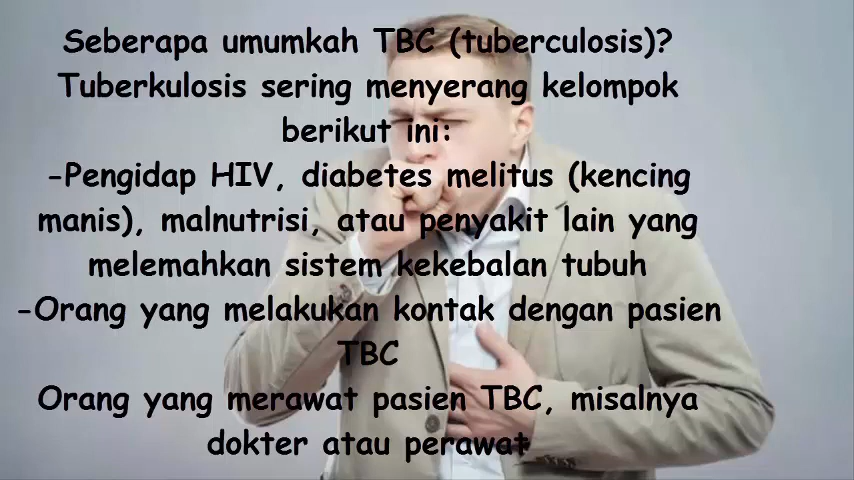 Seberapa umumkah TBC (tuberculosis)?
Tuberkulosis sering menyerang kelompok
berikut ini:
-Pengidap HIV, diabetes melitus (kencing
manis), malnutrisi, atau penyakit lain yang
melemahkan sistem kekebalan tubuh
-Orang yang melakukan kontak dengan pasien
TBC
Orang yang merawat pasien TBC, misalnya
dokter atau perawat